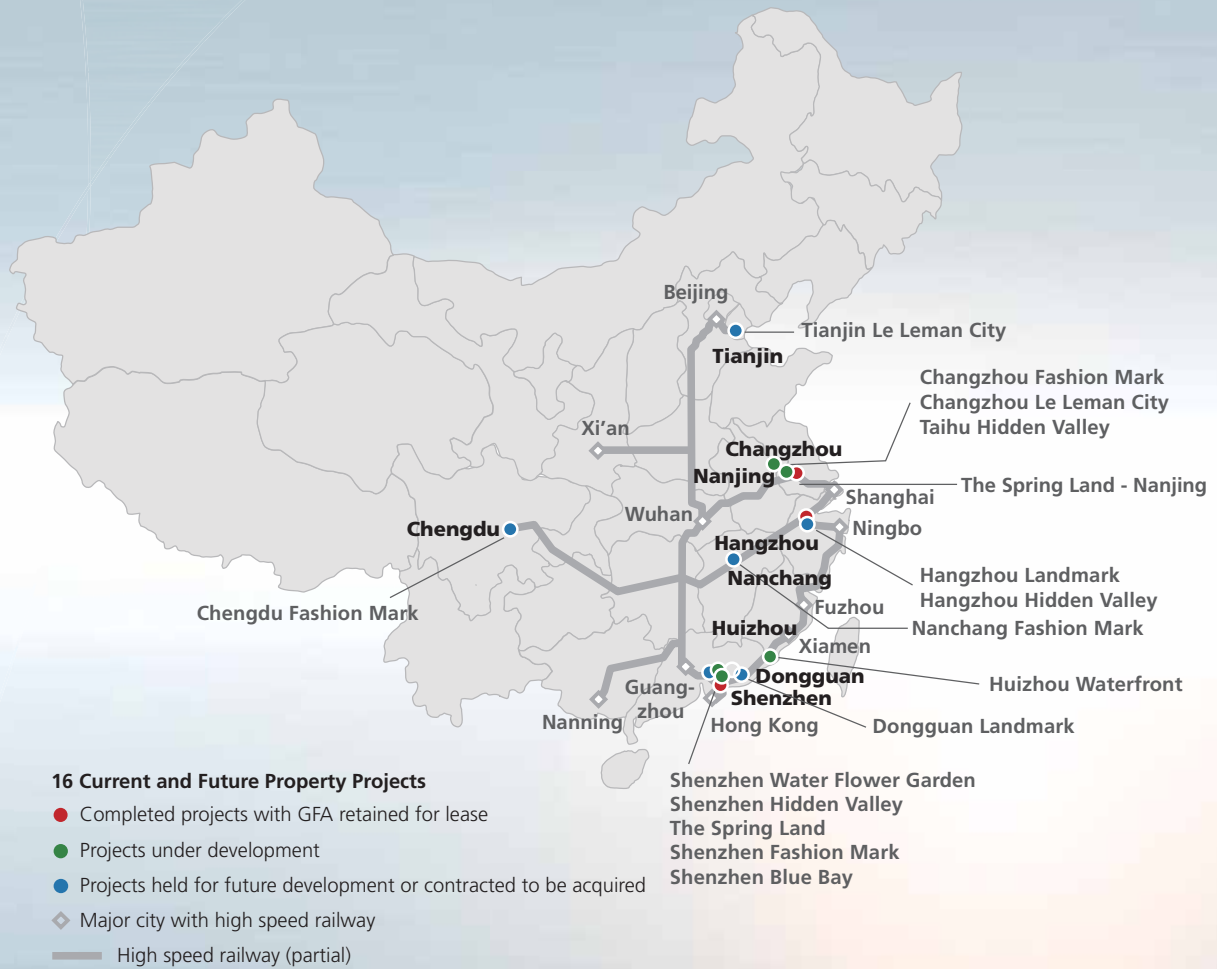 Beijing
Tianjin Le Leman City
Tianjin
Changzhou Fashion Mark
Changzhou Le Leman City
Taihu Hidden Valley
Xi'an
Changzhou
Nanjing
The Spring Land - Nanjing
Shanghai
Wuhan
Chengdu
Ningbo
Hangzhou
Nanchang
Hangzhou Landmark
Hangzhou Hidden Valley
Chengdu Fashion Mark
Fuzhou
Nanchang Fashion Mark
Huizhou
Xiamen
Dongguan
Huizhou Waterfront
Guang-
zhou
Shenzhen
Nanning
Hong Kong
Dongguan Landmark
Shenzhen Water Flower Garden
Shenzhen Hidden Valley
The Spring Land
Shenzhen Fashion Mark
Shenzhen Blue Bay
16 Current and Future Property Projects
Completed projects with GFA retained for lease
Projects under development
Projects held for future development or contracted to be acquired
Major city with high speed railway
High speed railway (partial)